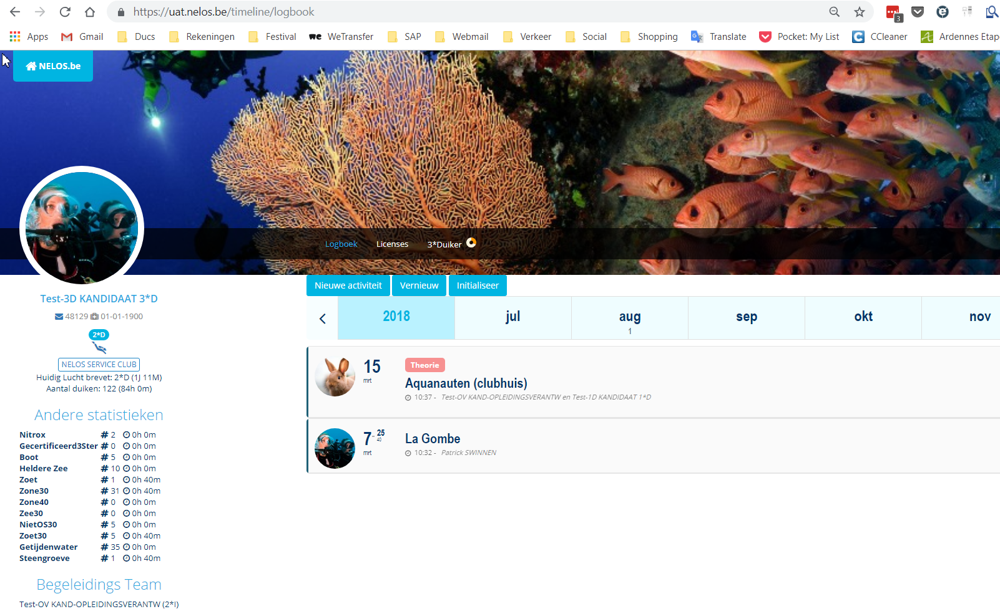 https://uat.nelos.be/timeline/logbook
3
Apps Gmail Ducs Rekeningen Festival WeTransfer SAP Webmail Verkeer Social Shopping Translate Pocket: My List CCleaner Ardennes Etap
NELOS.be
Logboek Licenses 3*Duiker
Nieuwe activiteit Vernieuw Initialiseer
2018 jul aug sep okt nov
1
Test-3D KANDIDAAT 3*D
48129 01-01-1900
2*D
NELOS SERVICE CLUB
Huidig Lucht brevet: 2*D (1J 11M)
Aantal duiken: 122 (84h 0m)
Andere statistieken
Nitrox # 2 0h 0m
Gecertificeerd3Ster # 0 0h 0m
Boot # 5 0h 0m
Heldere Zee # 10 0h 0m
Zoet # 1 0h 40m
Zone30 # 31 0h 40m
Zone40 # 0 0h 0m
Zee30 # 0 0h 0m
NietOS30 # 5 0h 0m
Zoet30 # 5 0h 40m
Getijdenwater # 35 0h 0m
Steengroeve # 1 0h 40m
Begeleidings Team
Test-OV KAND-OPLEIDINGSVERANTW (2*I)
15
mrt
Theorie
Aquanauten (clubhuis)
10:37 - Test-OV KAND-OPLEIDINGSVERANTW en Test-1D KANDIDAAT 1*D
7- 25
40
mrt
La Gombe
10:32 - Patrick SWINNEN